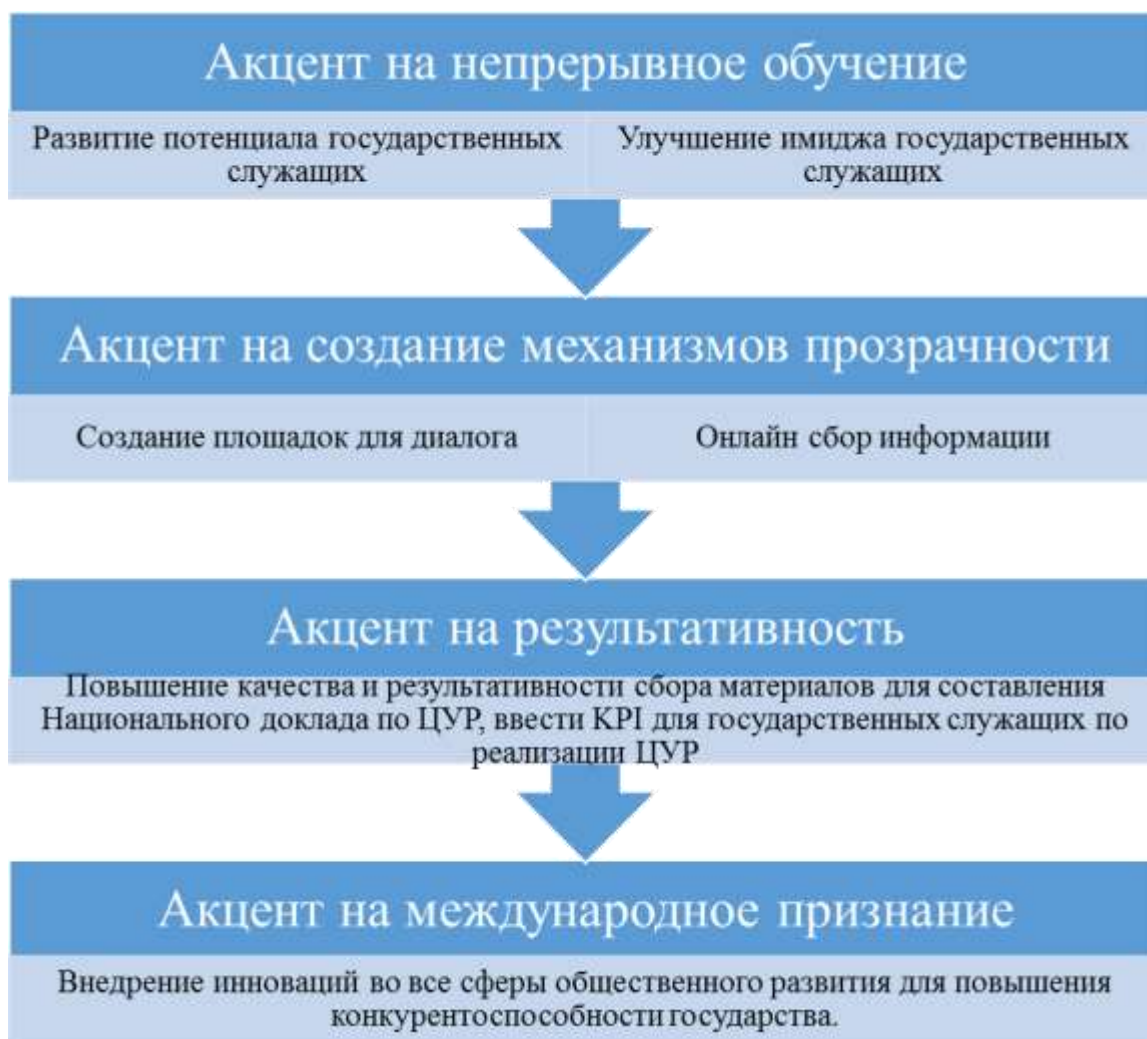 Акцент на непрерывное обучение
Развитие потенциала государственных
служащих
Улучшение имиджа государственных
служащих
Акцент на создание механизмов прозрачности
Создание площадок для диалога
Онлайн сбор информации
Акцент на результативность
Повышение качества и результативности сбора материалов для составления
Национального доклада по ЦУР, ввести KPI для государственных служащих по
реализации ЦУР
Акцент на международное признание
Внедрение инноваций во все сферы общественного развития для повышения
конкурентоспособности государства.